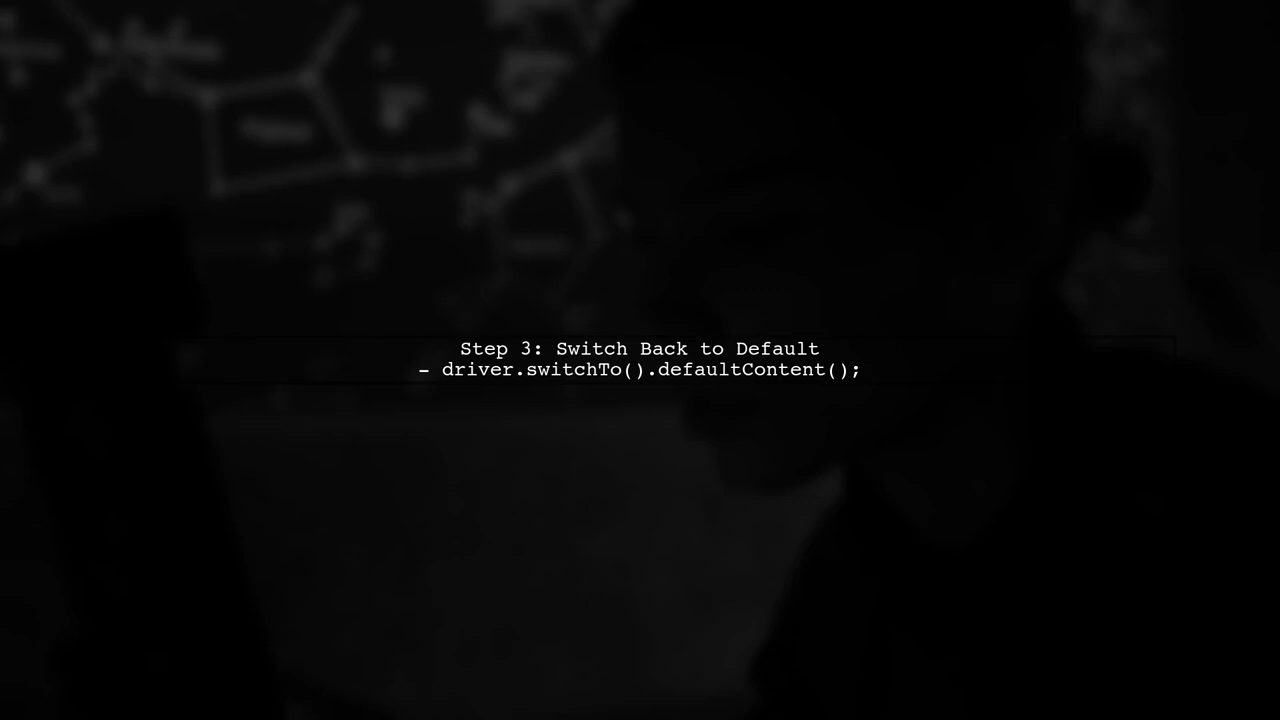 Step 3: Switch Back to Default
– driver.switchTo().defaultContent();